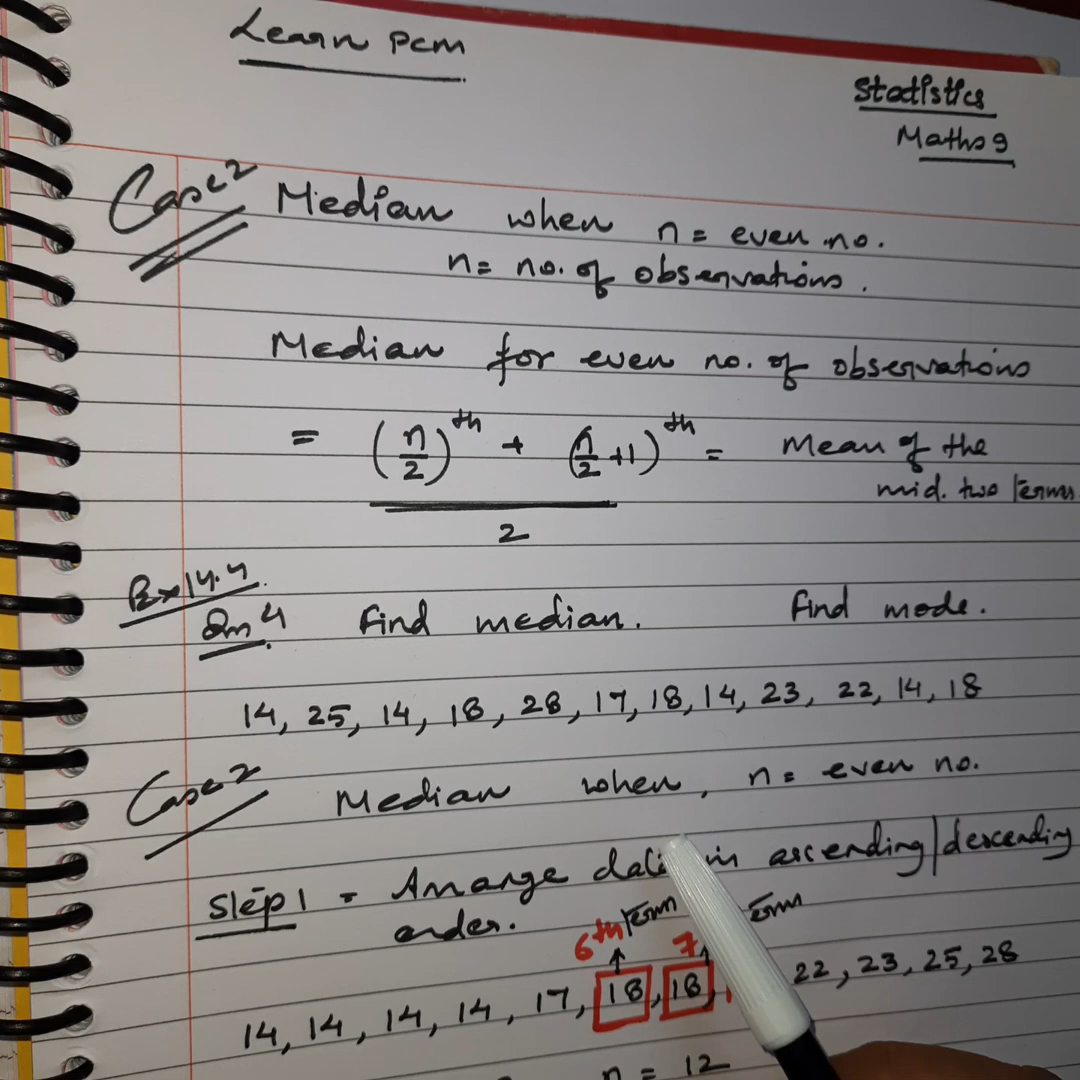 Learn PCM
Statistics
Maths 9
Case 2 Median when n = even no.
n = no. of observations.
Median for even no. of observations
= (n/2)th + (n/2 + 1)th = Mean of the
mid. two terms
2
Ex 14.4
Qn 4 Find median. Find mode.
14, 25, 14, 18, 28, 17, 18, 14, 23, 22, 14, 18
Case 2 Median when, n = even no.
Step 1 - Arrange data in ascending/descending
order. 6th term 7
14, 14, 14, 14, 17, 18, 18, 22, 23, 25, 28
n = 12